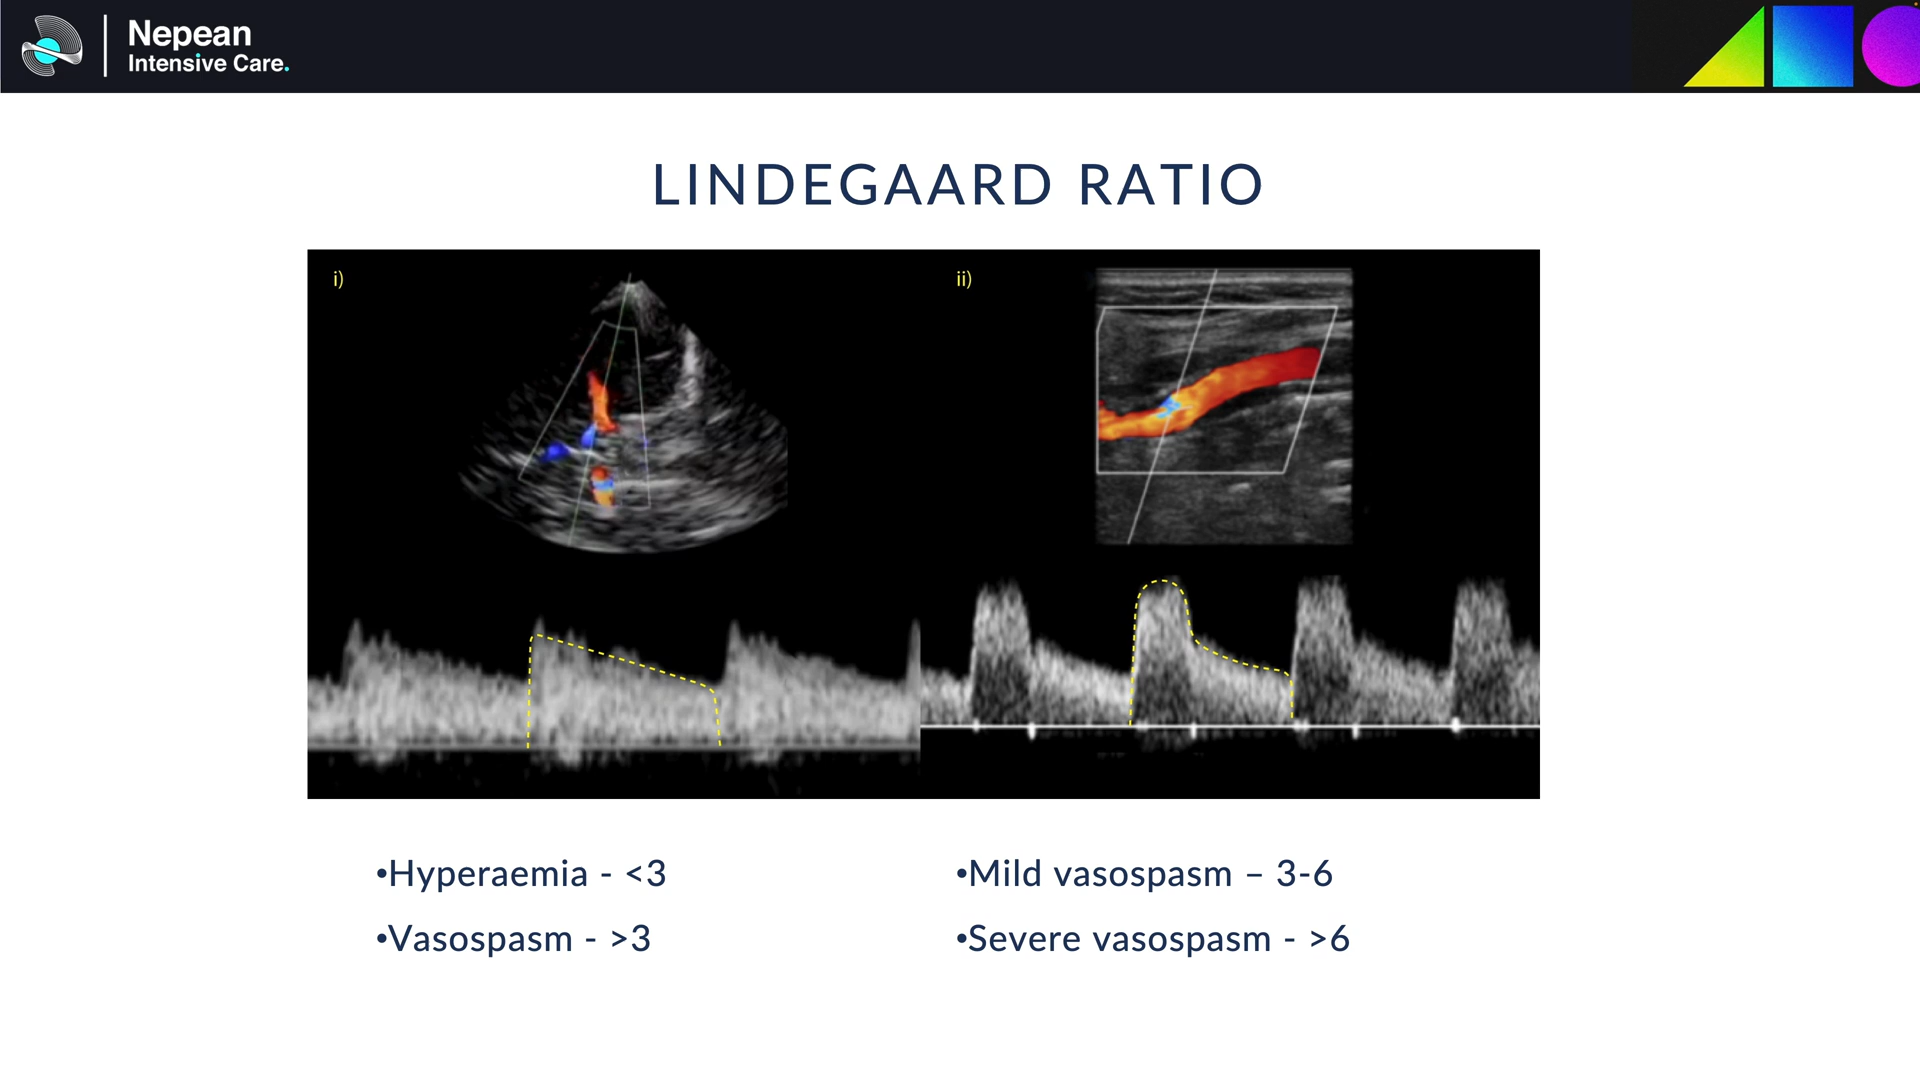 Nepean
Intensive Care.
LINDEGAARD RATIO
i)
ii)
•Hyperaemia - <3
•Vasospasm - >3
•Mild vasospasm – 3-6
•Severe vasospasm - >6